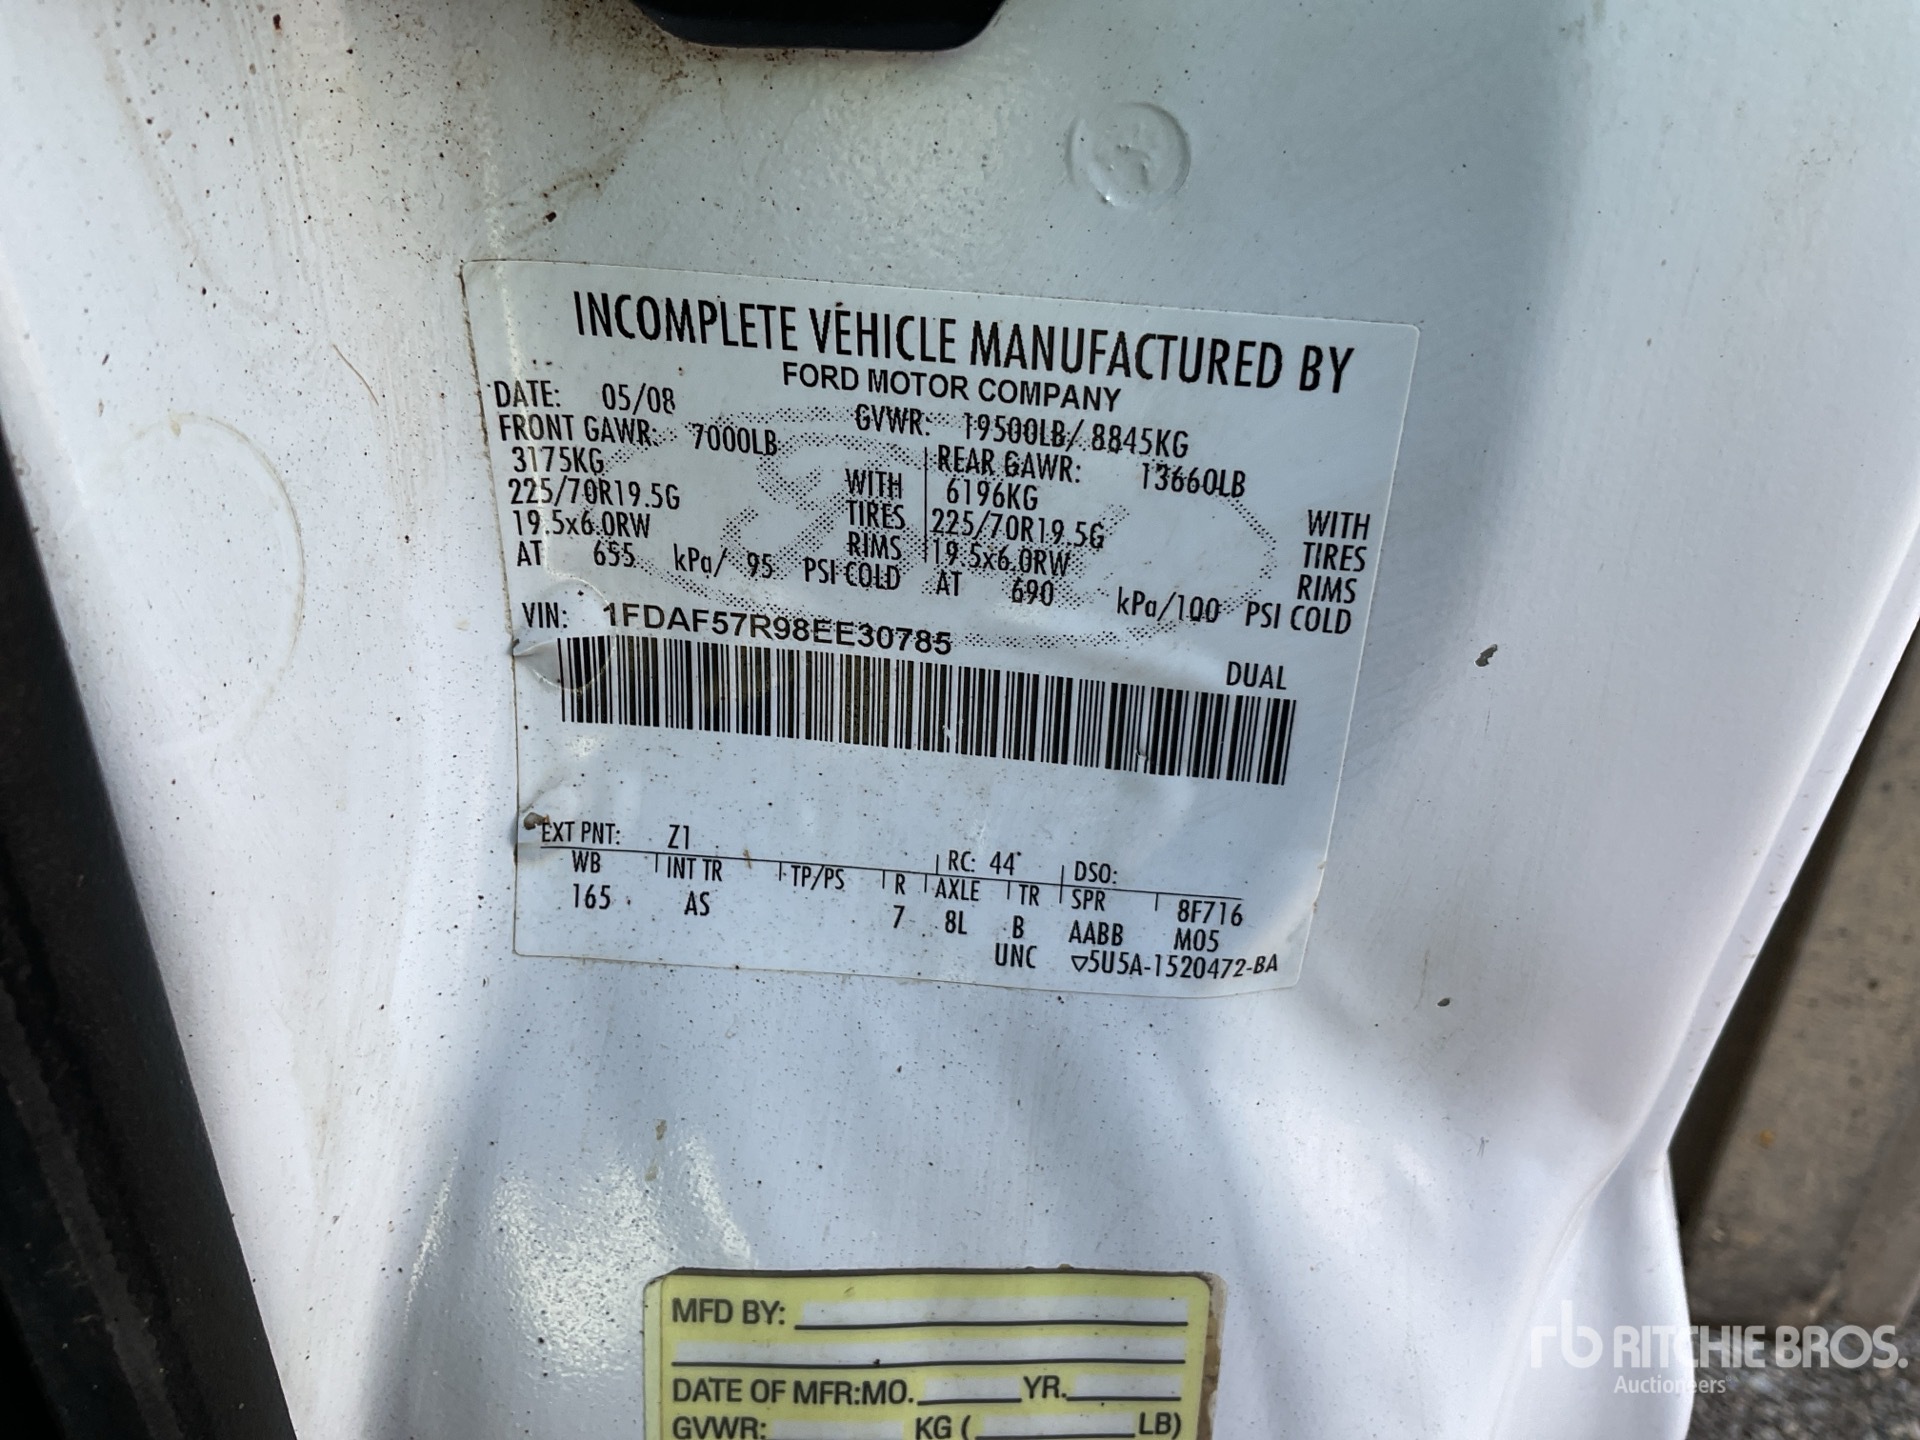 INCOMPLETE VEHICLE MANUFACTURED BY
FORD MOTOR COMPANY
DATE: 05/08 GVWR: 19500LB/ 8845KG
FRONT GAWR: 7000LB REAR GAWR: 13660LB
3175KG WITH 6196KG WITH
225/70R19.5G TIRES 225/70R19.5G TIRES
19.5x6.0RW RIMS 19.5x6.0RW RIMS
AT 655 kPa/ 95 PSI COLD AT 690 kPa/100 PSI COLD
VIN: 1FDAF57R98EE30785
DUAL
EXT PNT: Z1 RC: 44 DSO:
WB INT TR TP/PS R AXLE TR SPR 8F716
165 AS 7 8L B AABB M05
UNC ▽5U5A-1520472-BA
MFD BY:
DATE OF MFR:MO. YR.
GVWR: KG ( LB)
rb RITCHIE BROS.
Auctioneers